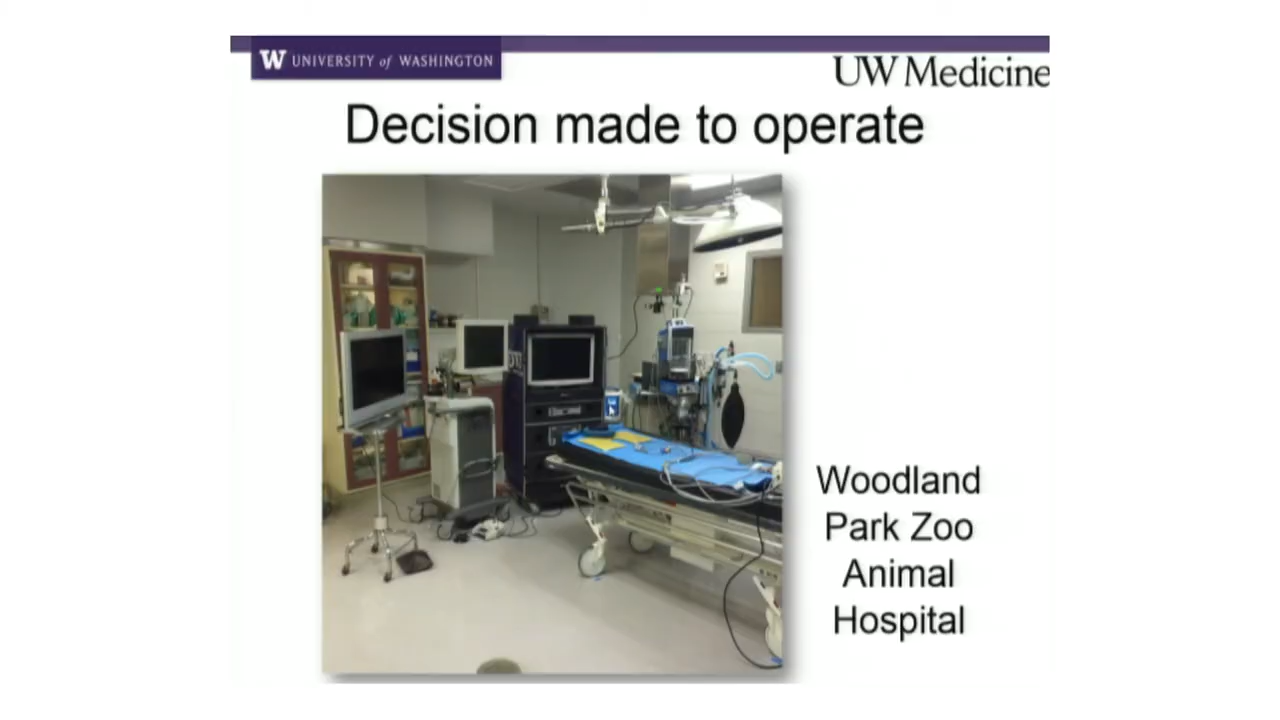 W UNIVERSITY of WASHINGTON
UW Medicine
Decision made to operate
Woodland
Park Zoo
Animal
Hospital